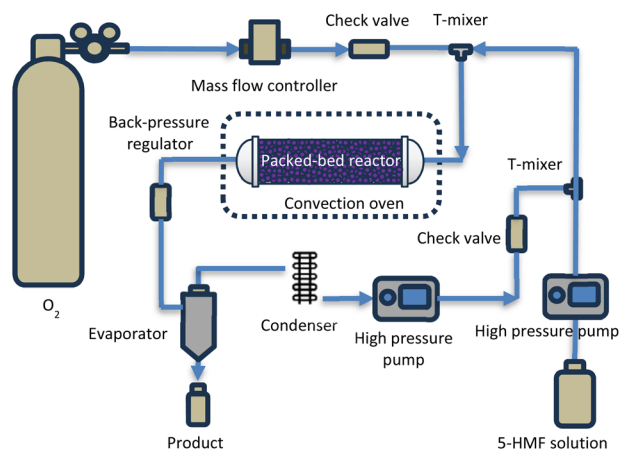 Check valve
T-mixer
Mass flow controller
Back-pressure
regulator
Packed-bed reactor
T-mixer
Convection oven
Check valve
O2
Evaporator
Condenser
High pressure
pump
High pressure pump
Product
5-HMF solution